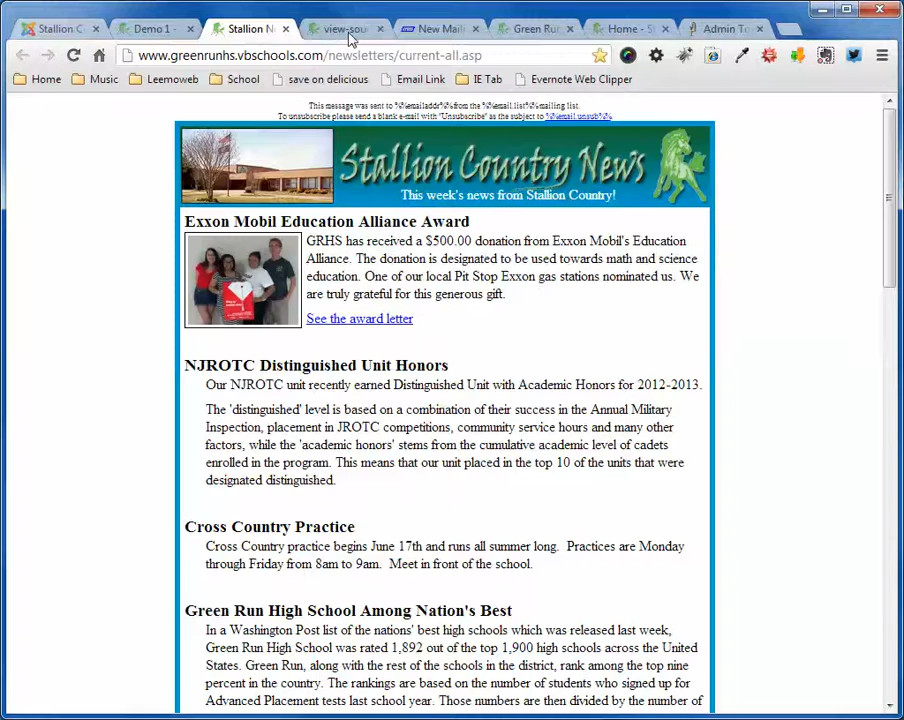 Stallion C
Demo 1 -
Stallion N
view-sou
New Maili
Green Run
Home - S
Admin To
www.greenrunhs.vbschools.com/newsletters/current-all.asp
Home
Music
Leemoweb
School
save on delicious
Email Link
IE Tab
Evernote Web Clipper
This message was sent to %%emailaddr%%from the %%email.list%%mailing list.
To unsubscribe please send a blank e-mail with "Unsubscribe" as the subject to %%email.unsub%%.
Stallion Country News
This week's news from Stallion Country!
Exxon Mobil Education Alliance Award
GRHS has received a $500.00 donation from Exxon Mobil's Education
Alliance. The donation is designated to be used towards math and science
education. One of our local Pit Stop Exxon gas stations nominated us. We
are truly grateful for this generous gift.
See the award letter
NJROTC Distinguished Unit Honors
Our NJROTC unit recently earned Distinguished Unit with Academic Honors for 2012-2013.
The 'distinguished' level is based on a combination of their success in the Annual Military
Inspection, placement in JROTC competitions, community service hours and many other
factors, while the 'academic honors' stems from the cumulative academic level of cadets
enrolled in the program. This means that our unit placed in the top 10 of the units that were
designated distinguished.
Cross Country Practice
Cross Country practice begins June 17th and runs all summer long. Practices are Monday
through Friday from 8am to 9am. Meet in front of the school.
Green Run High School Among Nation's Best
In a Washington Post list of the nations' best high schools which was released last week,
Green Run High School was rated 1,892 out of the top 1,900 high schools across the United
States. Green Run, along with the rest of the schools in the district, rank among the top nine
percent in the country. The rankings are based on the number of students who signed up for
Advanced Placement tests last school year. Those numbers are then divided by the number of